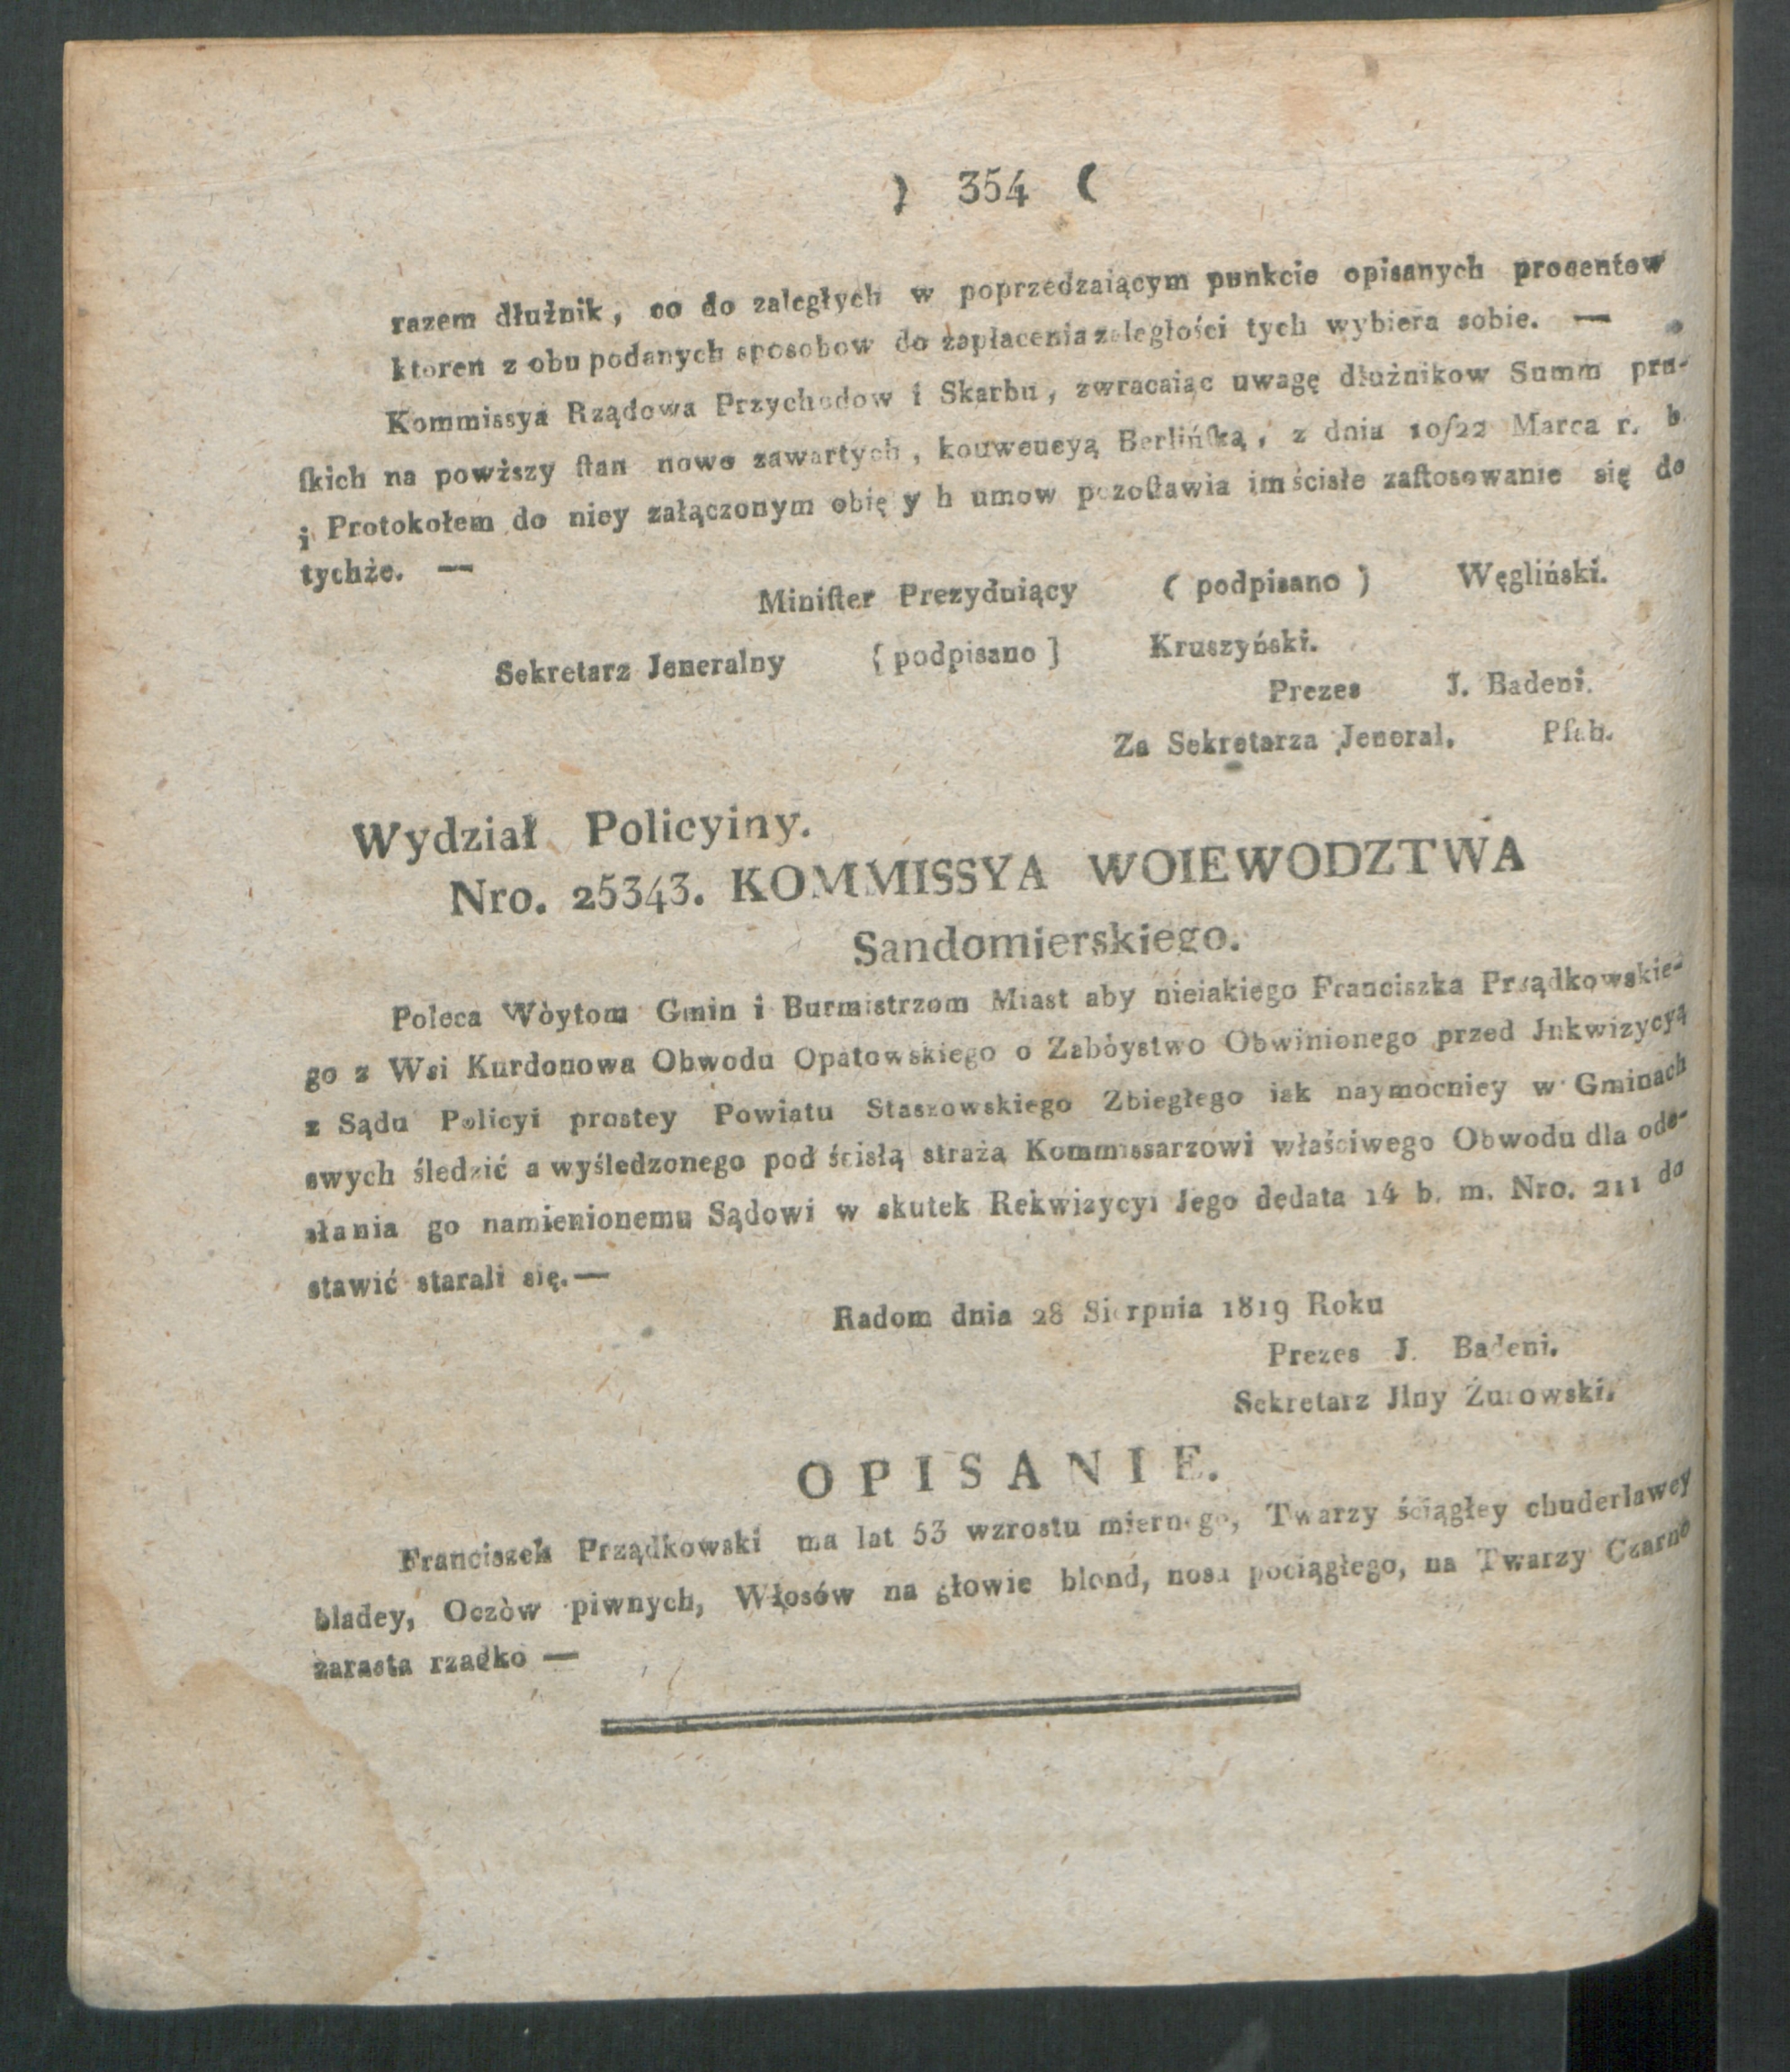 ) 354 (
razem dłużnik, co do zaległych w poprzedzaiącym punkcie opisanych procentow
ktoren z obu podanych sposobow do zapłacenia zaległości tych wybiera sobie. —
Kommissya Rządowa Przychodow i Skarbu, zwracaiąc uwagę dłużnikow Summ pru-
ſkich na powższy ſtan nowo zawartych, kouweucyą Berlińſką, z dnia 10/22 Marca r. b
i Protokołem do niey załączonym obię y h umow pozoſtawia im ścisłe zaſtosowanie się do
tychże. —
Miniſter Prezyduiący ( podpisano ) Węgliński.
Sekretarz Jeneralny [ podpisano ] Kruszyński.
Prezes J. Badeni.
Za Sekretarza Jeneral.
Wydział Policyiny.
Nro. 25343. KOMMISSYA WOIEWODZTWA
Sandomierskiego.
Poleca Wòytom Gmin i Burmistrzom Miast aby nieiakiego Franciszka Prządkowskie-
go z Wsi Kurdonowa Obwodu Opatowskiego o Zabòystwo Obwinionego przed Jnkwizycyą
z Sądu Policyi prostey Powiatu Staszowskiego Zbiegłego iak naymocniey w Gminach
swych śledzić a wyśledzonego pod ścisłą strażą Kommissarzowi właściwego Obwodu dla ode-
słania go namienionemu Sądowi w skutek Rekwizycyi Jego dedata 14 b. m. Nro. 211 do
stawić starali się.—
Radom dnia 28 Sierpnia 1819 Roku
Prezes J. Badeni.
Sekretarz Jlny Żurowski.
OPISANIE.
Franciszek Prządkowski ma lat 53 wzrostu miernego, Twarzy ściągłey chuderlawey
bladey, Oczòw piwnych, Włosów na głowie blond, nosa pociągłego, na Twarzy Czarno
zarasta rzadko —